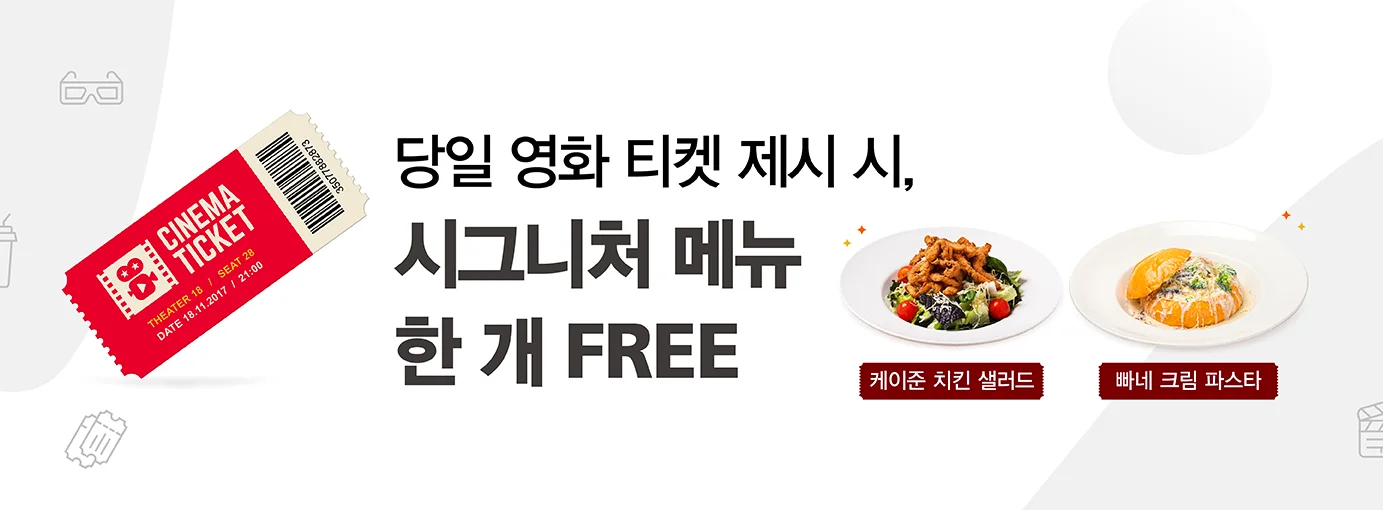 당일 영화 티켓 제시 시,
시그니처 메뉴
한 개 FREE
CINEMA
TICKET
THEATER 18 / SEAT 28
DATE 18.11.2017 / 21:00
35077862873
케이준 치킨 샐러드
빠네 크림 파스타